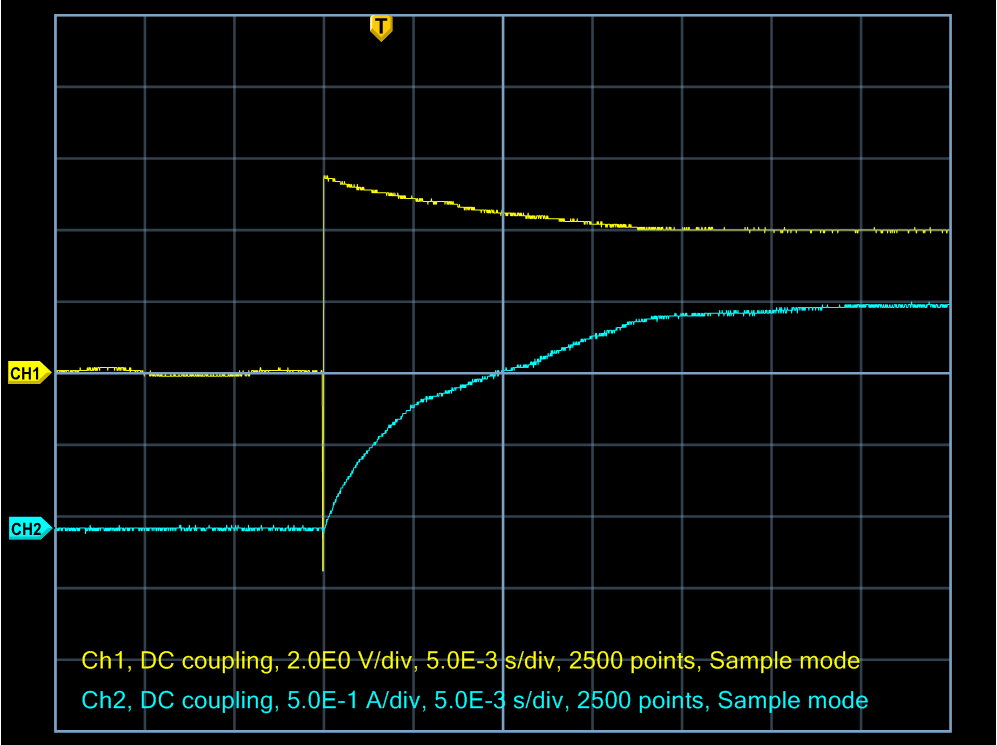 T
CH1
CH2
Ch1, DC coupling, 2.0E0 V/div, 5.0E-3 s/div, 2500 points, Sample mode
Ch2, DC coupling, 5.0E-1 A/div, 5.0E-3 s/div, 2500 points, Sample mode